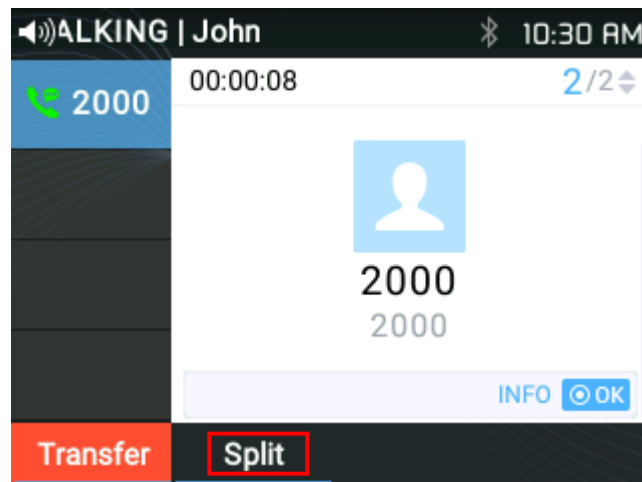 ALKING | John 10:30 AM
2000 00:00:08 2/2
2000
2000
INFO OK
Transfer Split